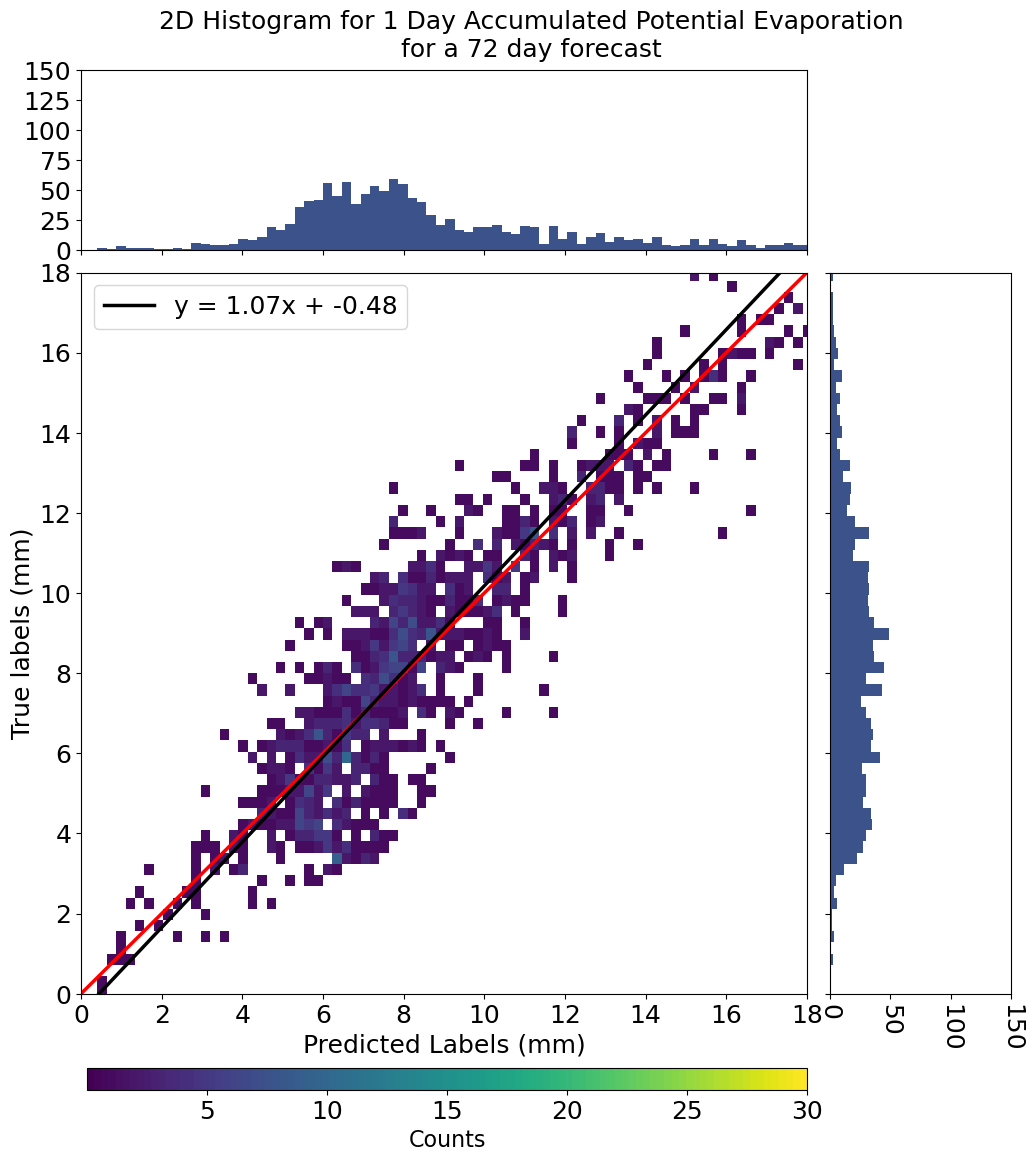 2D Histogram for 1 Day Accumulated Potential Evaporation
for a 72 day forecast
150
125
100
75
50
25
0
18
16
14
12
10
8
6
4
2
0
True labels (mm)
y = 1.07x + -0.48
0 2 4 6 8 10 12 14 16 18
Predicted Labels (mm)
0 50 100 150
5 10 15 20 25 30
Counts